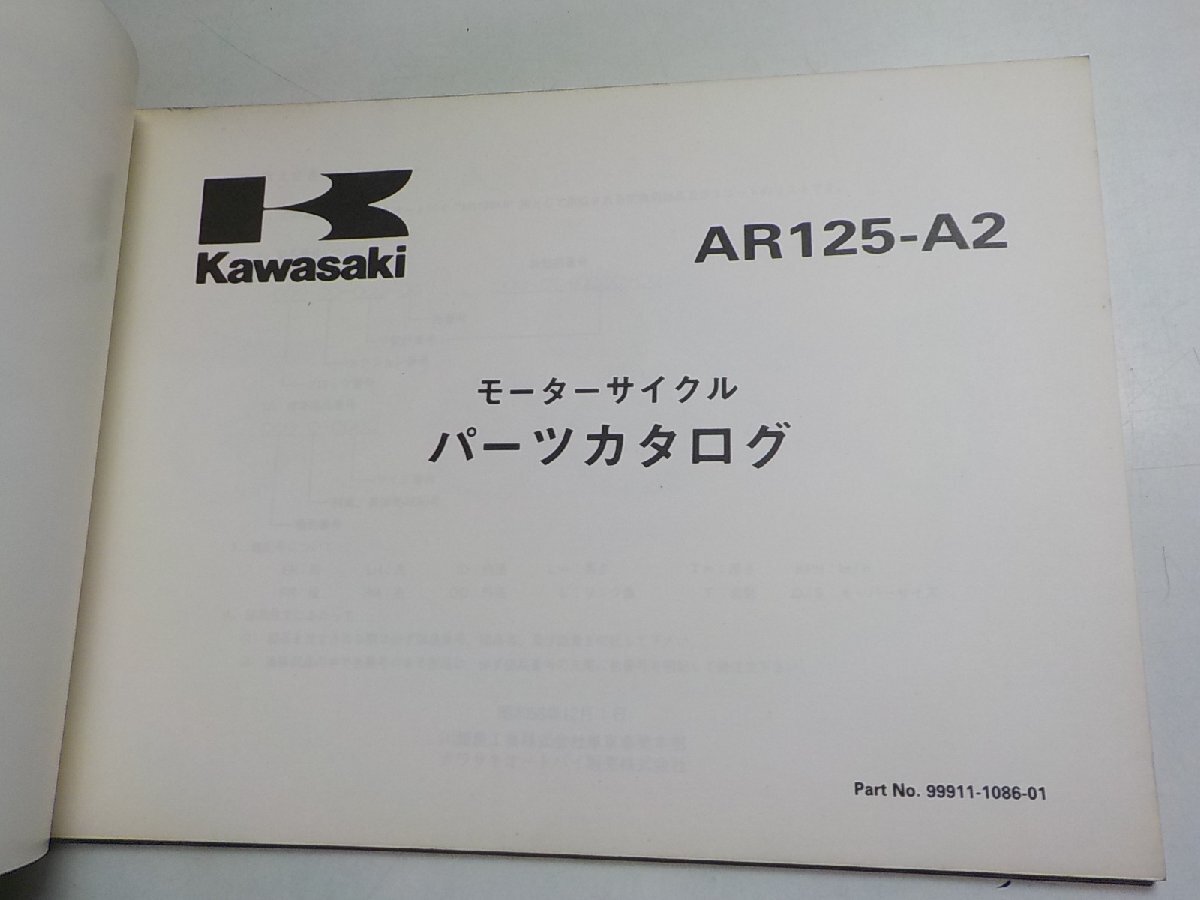 Kawasaki
AR125-A2
モーターサイクル
パーツカタログ
Part No. 99911-1086-01